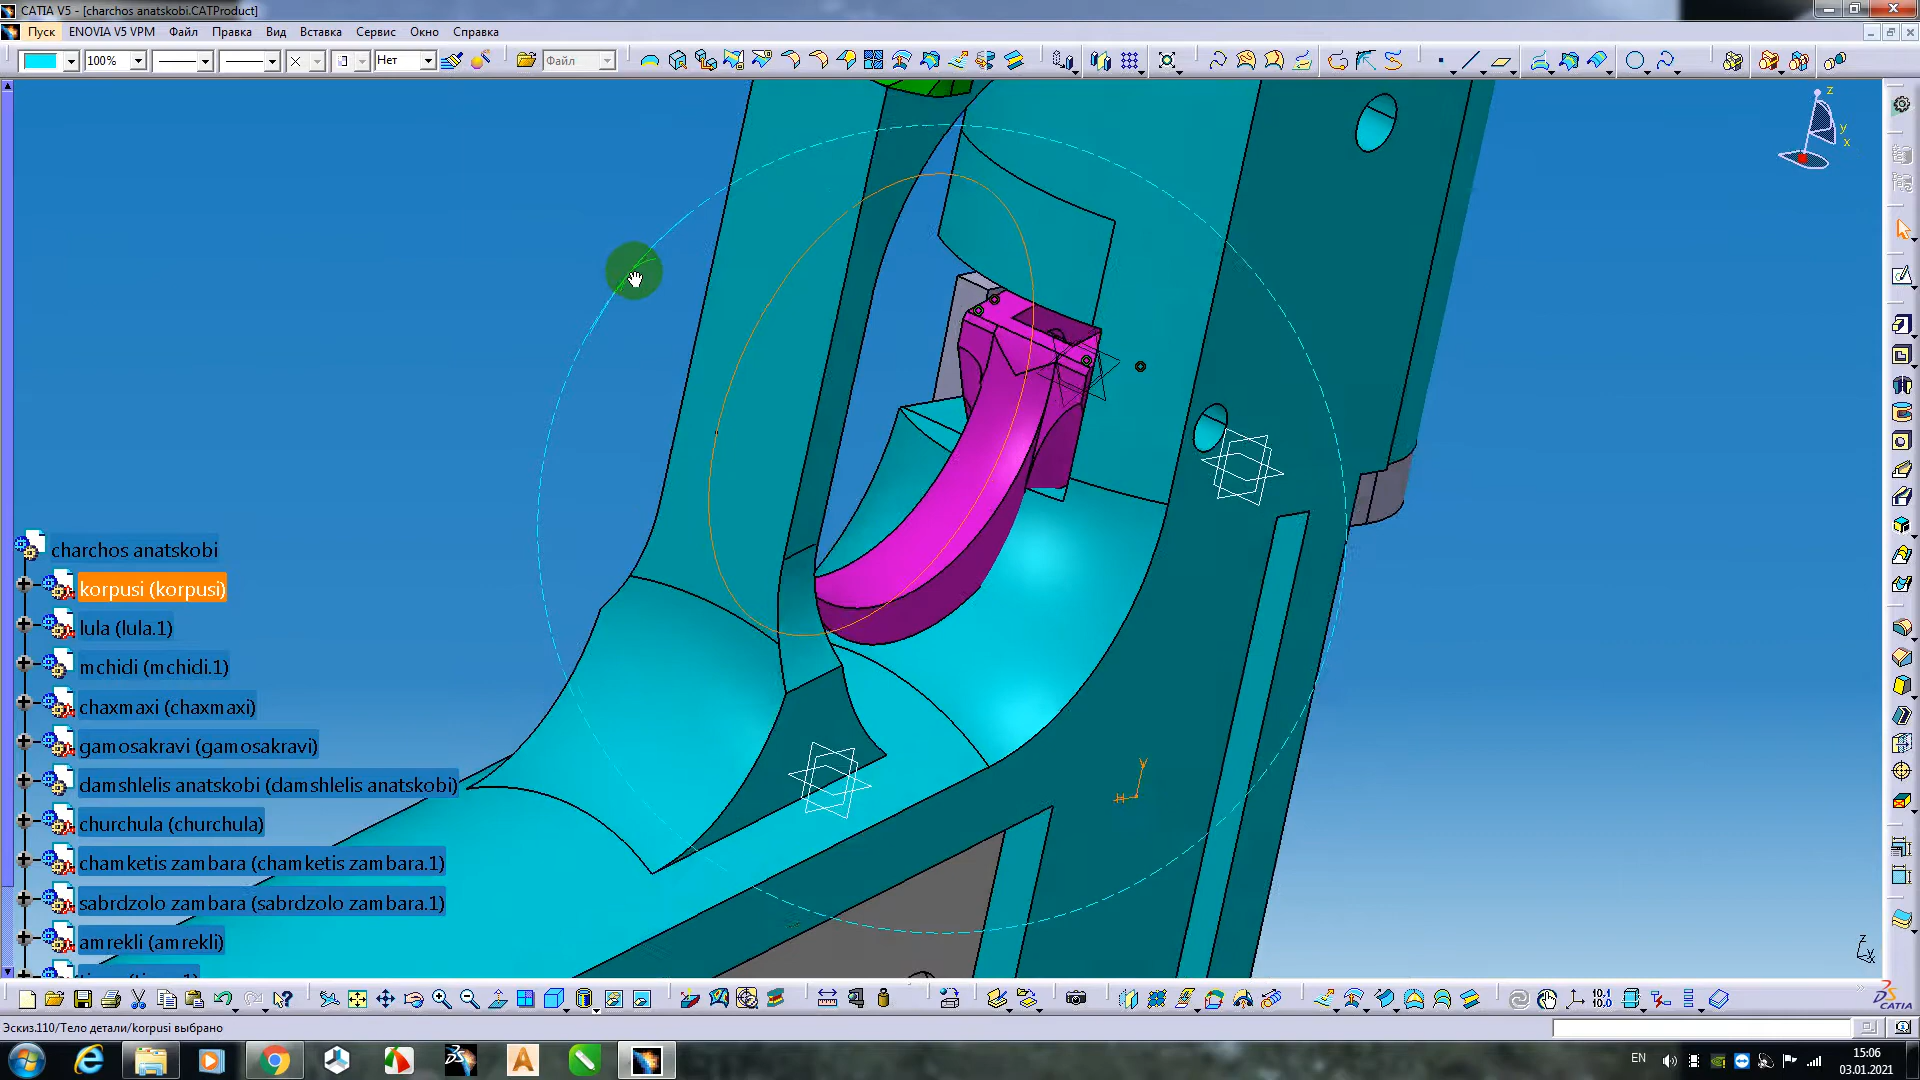 CATIA V5 - [charchos anatskobi.CATProduct]
Пуск ENOVIA V5 VPM Файл Правка Вид Вставка Сервис Окно Справка
100% Нет Файл
z
y
x
charchos anatskobi
korpusi (korpusi)
lula (lula.1)
mchidi (mchidi.1)
chaxmaxi (chaxmaxi)
gamosakravi (gamosakravi)
damshlelis anatskobi (damshlelis anatskobi)
churchula (churchula)
chamketis zambara (chamketis zambara.1)
sabrdzolo zambara (sabrdzolo zambara.1)
amrekli (amrekli)
Эскиз.110/Тело детали/korpusi выбрано
CATIA
EN
15:06
03.01.2021